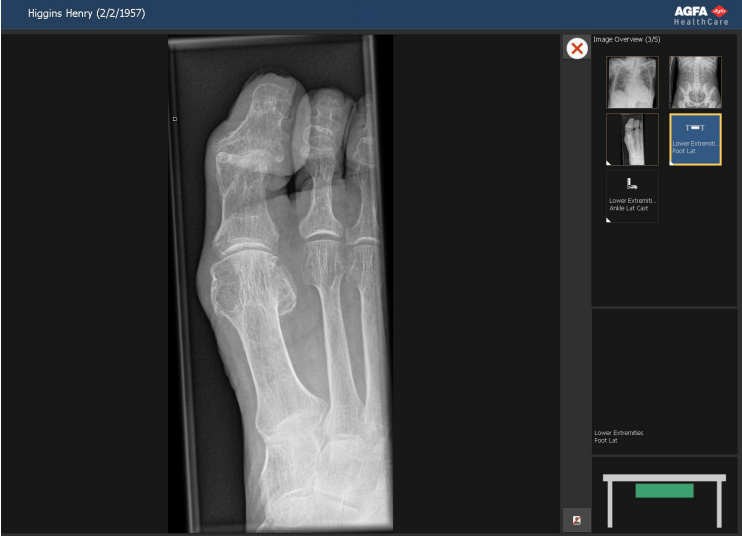 Higgins Henry (2/2/1957)
AGFA
HealthCare
Image Overview (3/5)
Lower Extremiti...
Foot Lat
Lower Extremiti...
Ankle Lat Cast
Lower Extremities
Foot Lat